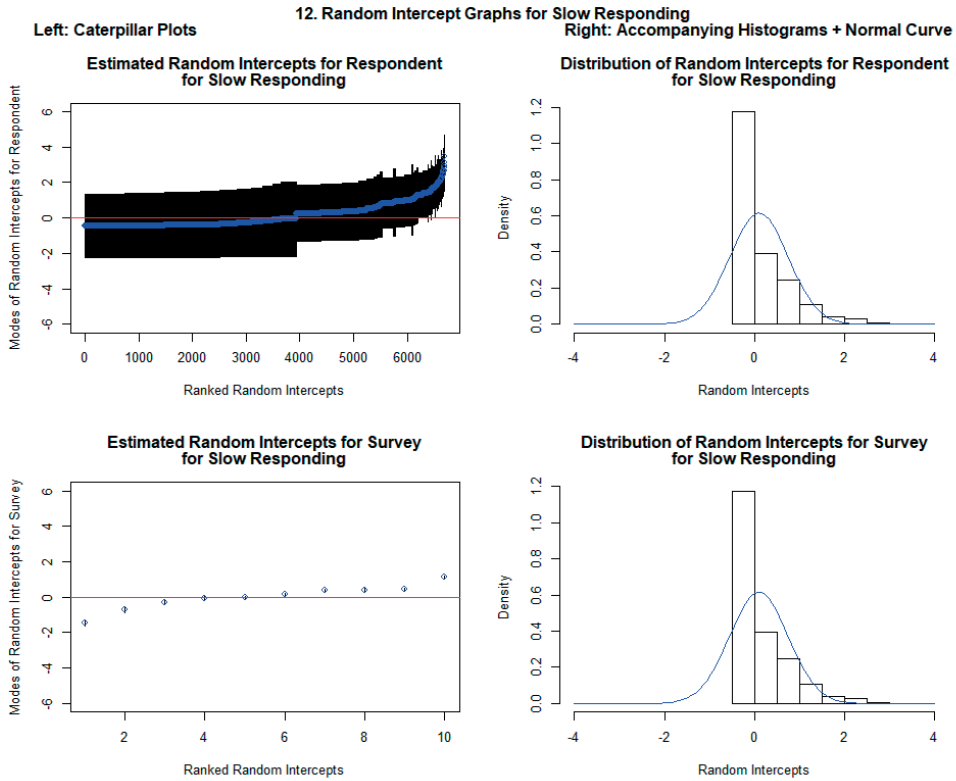 12. Random Intercept Graphs for Slow Responding
Left: Caterpillar Plots
Right: Accompanying Histograms + Normal Curve
Estimated Random Intercepts for Respondent
for Slow Responding
Modes of Random Intercepts for Respondent
6
4
2
0
-2
-4
-6
0 1000 2000 3000 4000 5000 6000
Ranked Random Intercepts
Distribution of Random Intercepts for Respondent
for Slow Responding
Density
1.2
1.0
0.8
0.6
0.4
0.2
0.0
-4 -2 0 2 4
Random Intercepts
Estimated Random Intercepts for Survey
for Slow Responding
Modes of Random Intercepts for Survey
6
4
2
0
-2
-4
-6
2 4 6 8 10
Ranked Random Intercepts
Distribution of Random Intercepts for Survey
for Slow Responding
Density
1.2
1.0
0.8
0.6
0.4
0.2
0.0
-4 -2 0 2 4
Random Intercepts